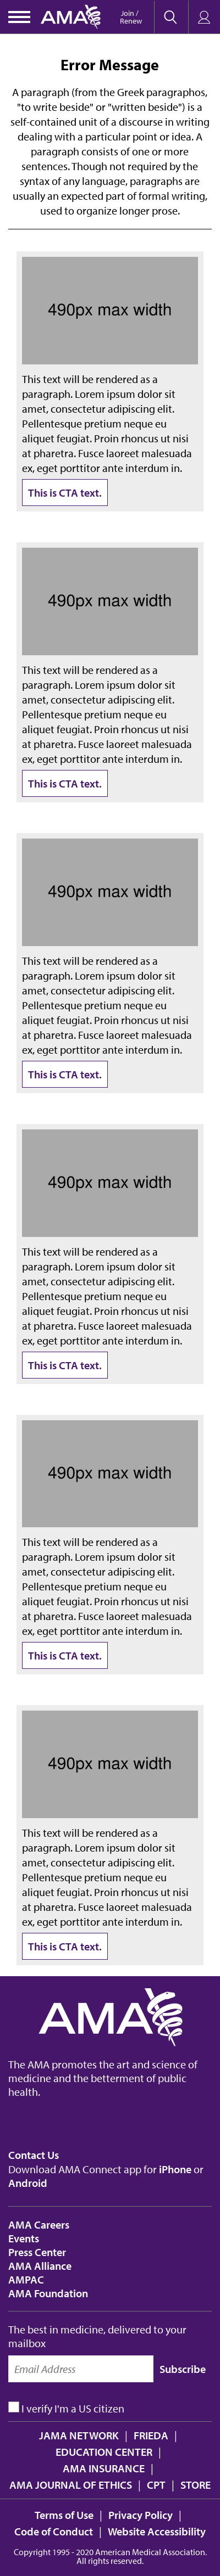 AMA
Join /
Renew
Error Message
A paragraph (from the Greek paragraphos,
"to write beside" or "written beside") is a
self-contained unit of a discourse in writing
dealing with a particular point or idea. A
paragraph consists of one or more
sentences. Though not required by the
syntax of any language, paragraphs are
usually an expected part of formal writing,
used to organize longer prose.
490px max width
This text will be rendered as a
paragraph. Lorem ipsum dolor sit
amet, consectetur adipiscing elit.
Pellentesque pretium neque eu
aliquet feugiat. Proin rhoncus ut nisi
at pharetra. Fusce laoreet malesuada
ex, eget porttitor ante interdum in.
This is CTA text.
490px max width
This text will be rendered as a
paragraph. Lorem ipsum dolor sit
amet, consectetur adipiscing elit.
Pellentesque pretium neque eu
aliquet feugiat. Proin rhoncus ut nisi
at pharetra. Fusce laoreet malesuada
ex, eget porttitor ante interdum in.
This is CTA text.
490px max width
This text will be rendered as a
paragraph. Lorem ipsum dolor sit
amet, consectetur adipiscing elit.
Pellentesque pretium neque eu
aliquet feugiat. Proin rhoncus ut nisi
at pharetra. Fusce laoreet malesuada
ex, eget porttitor ante interdum in.
This is CTA text.
490px max width
This text will be rendered as a
paragraph. Lorem ipsum dolor sit
amet, consectetur adipiscing elit.
Pellentesque pretium neque eu
aliquet feugiat. Proin rhoncus ut nisi
at pharetra. Fusce laoreet malesuada
ex, eget porttitor ante interdum in.
This is CTA text.
490px max width
This text will be rendered as a
paragraph. Lorem ipsum dolor sit
amet, consectetur adipiscing elit.
Pellentesque pretium neque eu
aliquet feugiat. Proin rhoncus ut nisi
at pharetra. Fusce laoreet malesuada
ex, eget porttitor ante interdum in.
This is CTA text.
490px max width
This text will be rendered as a
paragraph. Lorem ipsum dolor sit
amet, consectetur adipiscing elit.
Pellentesque pretium neque eu
aliquet feugiat. Proin rhoncus ut nisi
at pharetra. Fusce laoreet malesuada
ex, eget porttitor ante interdum in.
This is CTA text.
AMA
The AMA promotes the art and science of
medicine and the betterment of public
health.
Contact Us
Download AMA Connect app for iPhone or
Android
AMA Careers
Events
Press Center
AMA Alliance
AMPAC
AMA Foundation
The best in medicine, delivered to your
mailbox
Email Address Subscribe
I verify I'm a US citizen
JAMA NETWORK | FRIEDA |
EDUCATION CENTER |
AMA INSURANCE |
AMA JOURNAL OF ETHICS | CPT | STORE
Terms of Use | Privacy Policy |
Code of Conduct | Website Accessibility
Copyright 1995 - 2020 American Medical Association.
All rights reserved.